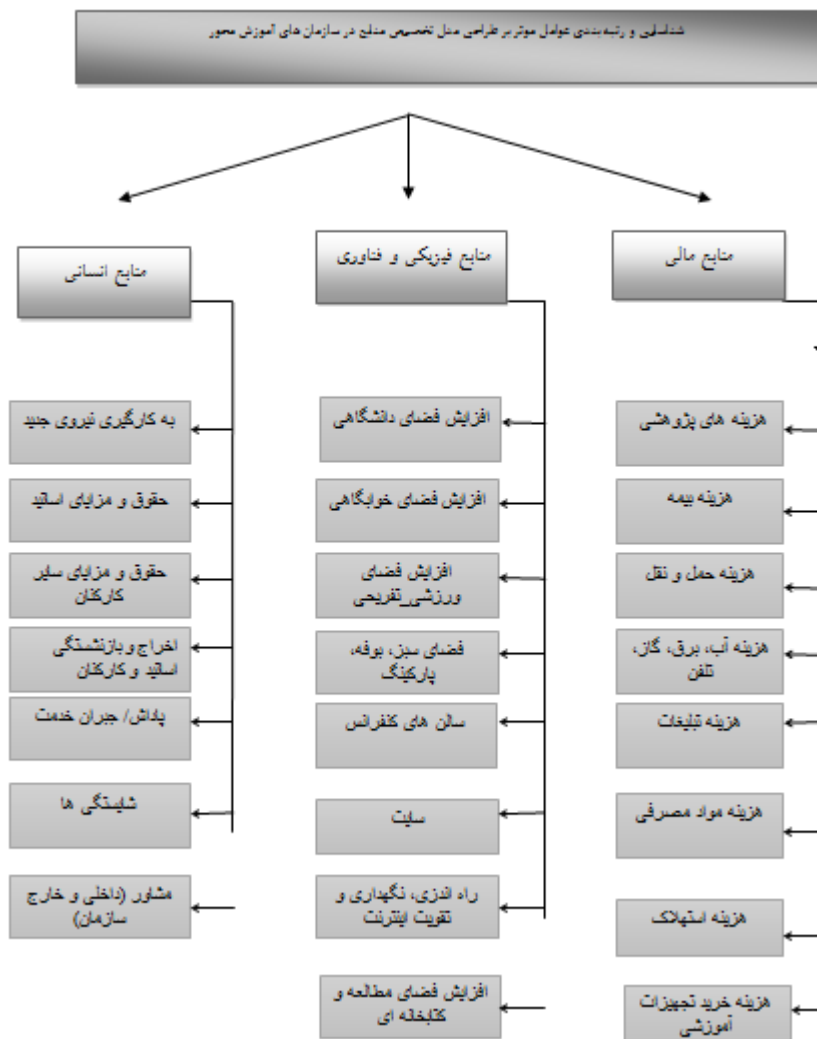 شناسایی و رتبه بندی عوامل موثر بر طراحی مدل تخصیص منابع در سازمان های آموزش محور
منابع مالی
هزینه های پژوهشی
هزینه بیمه
هزینه حمل و نقل
هزینه آب، برق، گاز،
تلفن
هزینه تبلیغات
هزینه مواد مصرفی
هزینه استهلاک
هزینه خرید تجهیزات
آموزشی
منابع فیزیکی و فناوری
افزایش فضای دانشگاهی
افزایش فضای خوابگاهی
افزایش فضای
ورزشی_تفریحی
فضای سبز، بوفه،
پارکینگ
سالن های کنفرانس
سایت
راه اندزی، نگهداری و
تقویت اینترنت
افزایش فضای مطالعه و
کتابخانه ای
منابع انسانی
به کارگیری نیروی جدید
حقوق و مزایای اساتید
حقوق و مزایای سایر
کارکنان
اخراج و بازنشستگی
اساتید و کارکنان
پاداش/ جبران خدمت
شایستگی ها
مشاور (داخلی و خارج
سازمان)